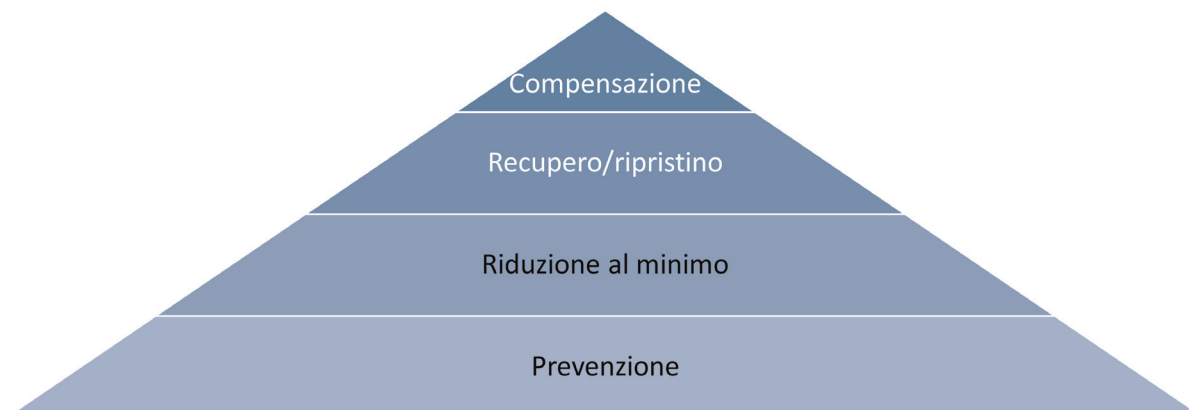 Compensazione
Recupero/ripristino
Riduzione al minimo
Prevenzione